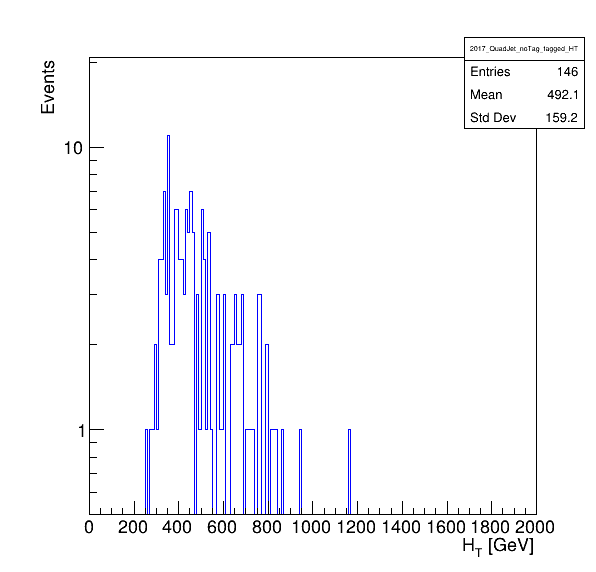 2017_QuadJet_noTag_tagged_HT
Entries 146
Mean 492.1
Std Dev 159.2
Events
10
1
0 200 400 600 800 1000 1200 1400 1600 1800 2000
H_T [GeV]